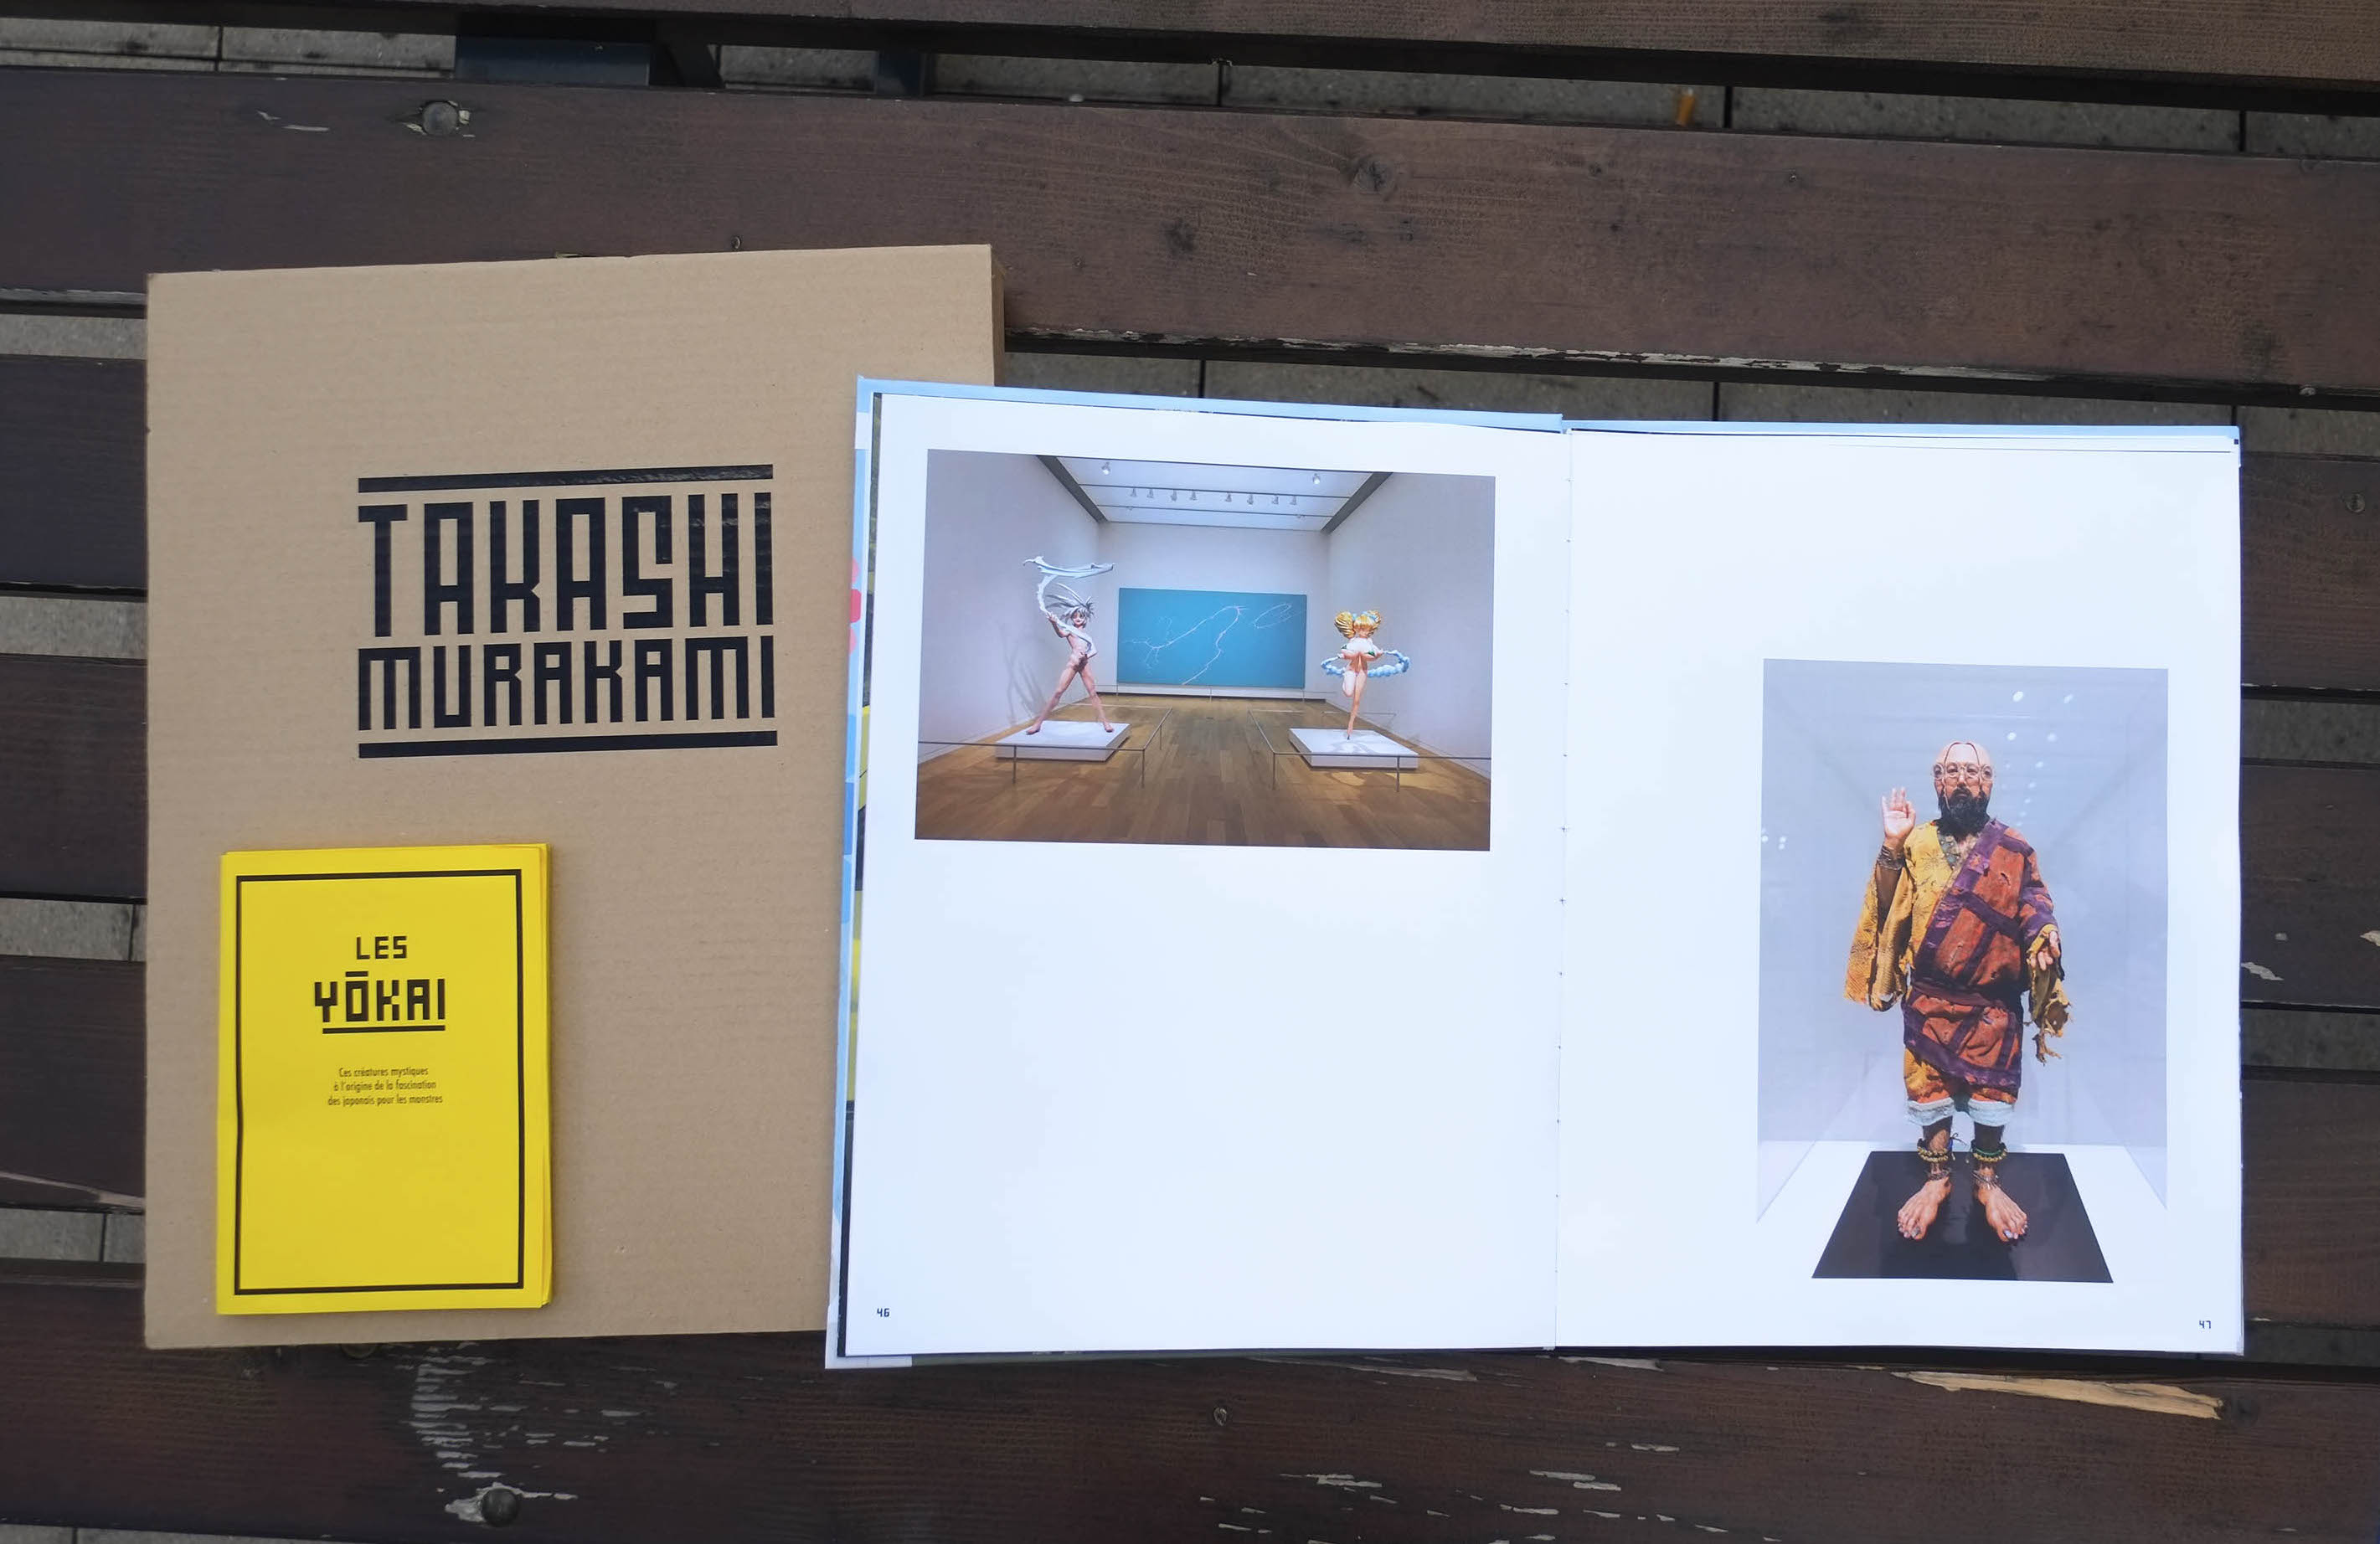 TAKASHI
MURAKAMI
LES
YŌKAI
Ces créatures mystiques
à l'origine de la fascination
des japonais pour les monstres
46
47